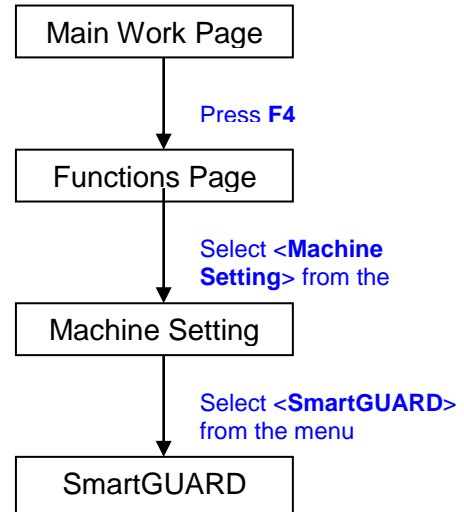 Main Work Page
Press F4
Functions Page
Select <Machine
Setting> from the
Machine Setting
Select <SmartGUARD>
from the menu
SmartGUARD